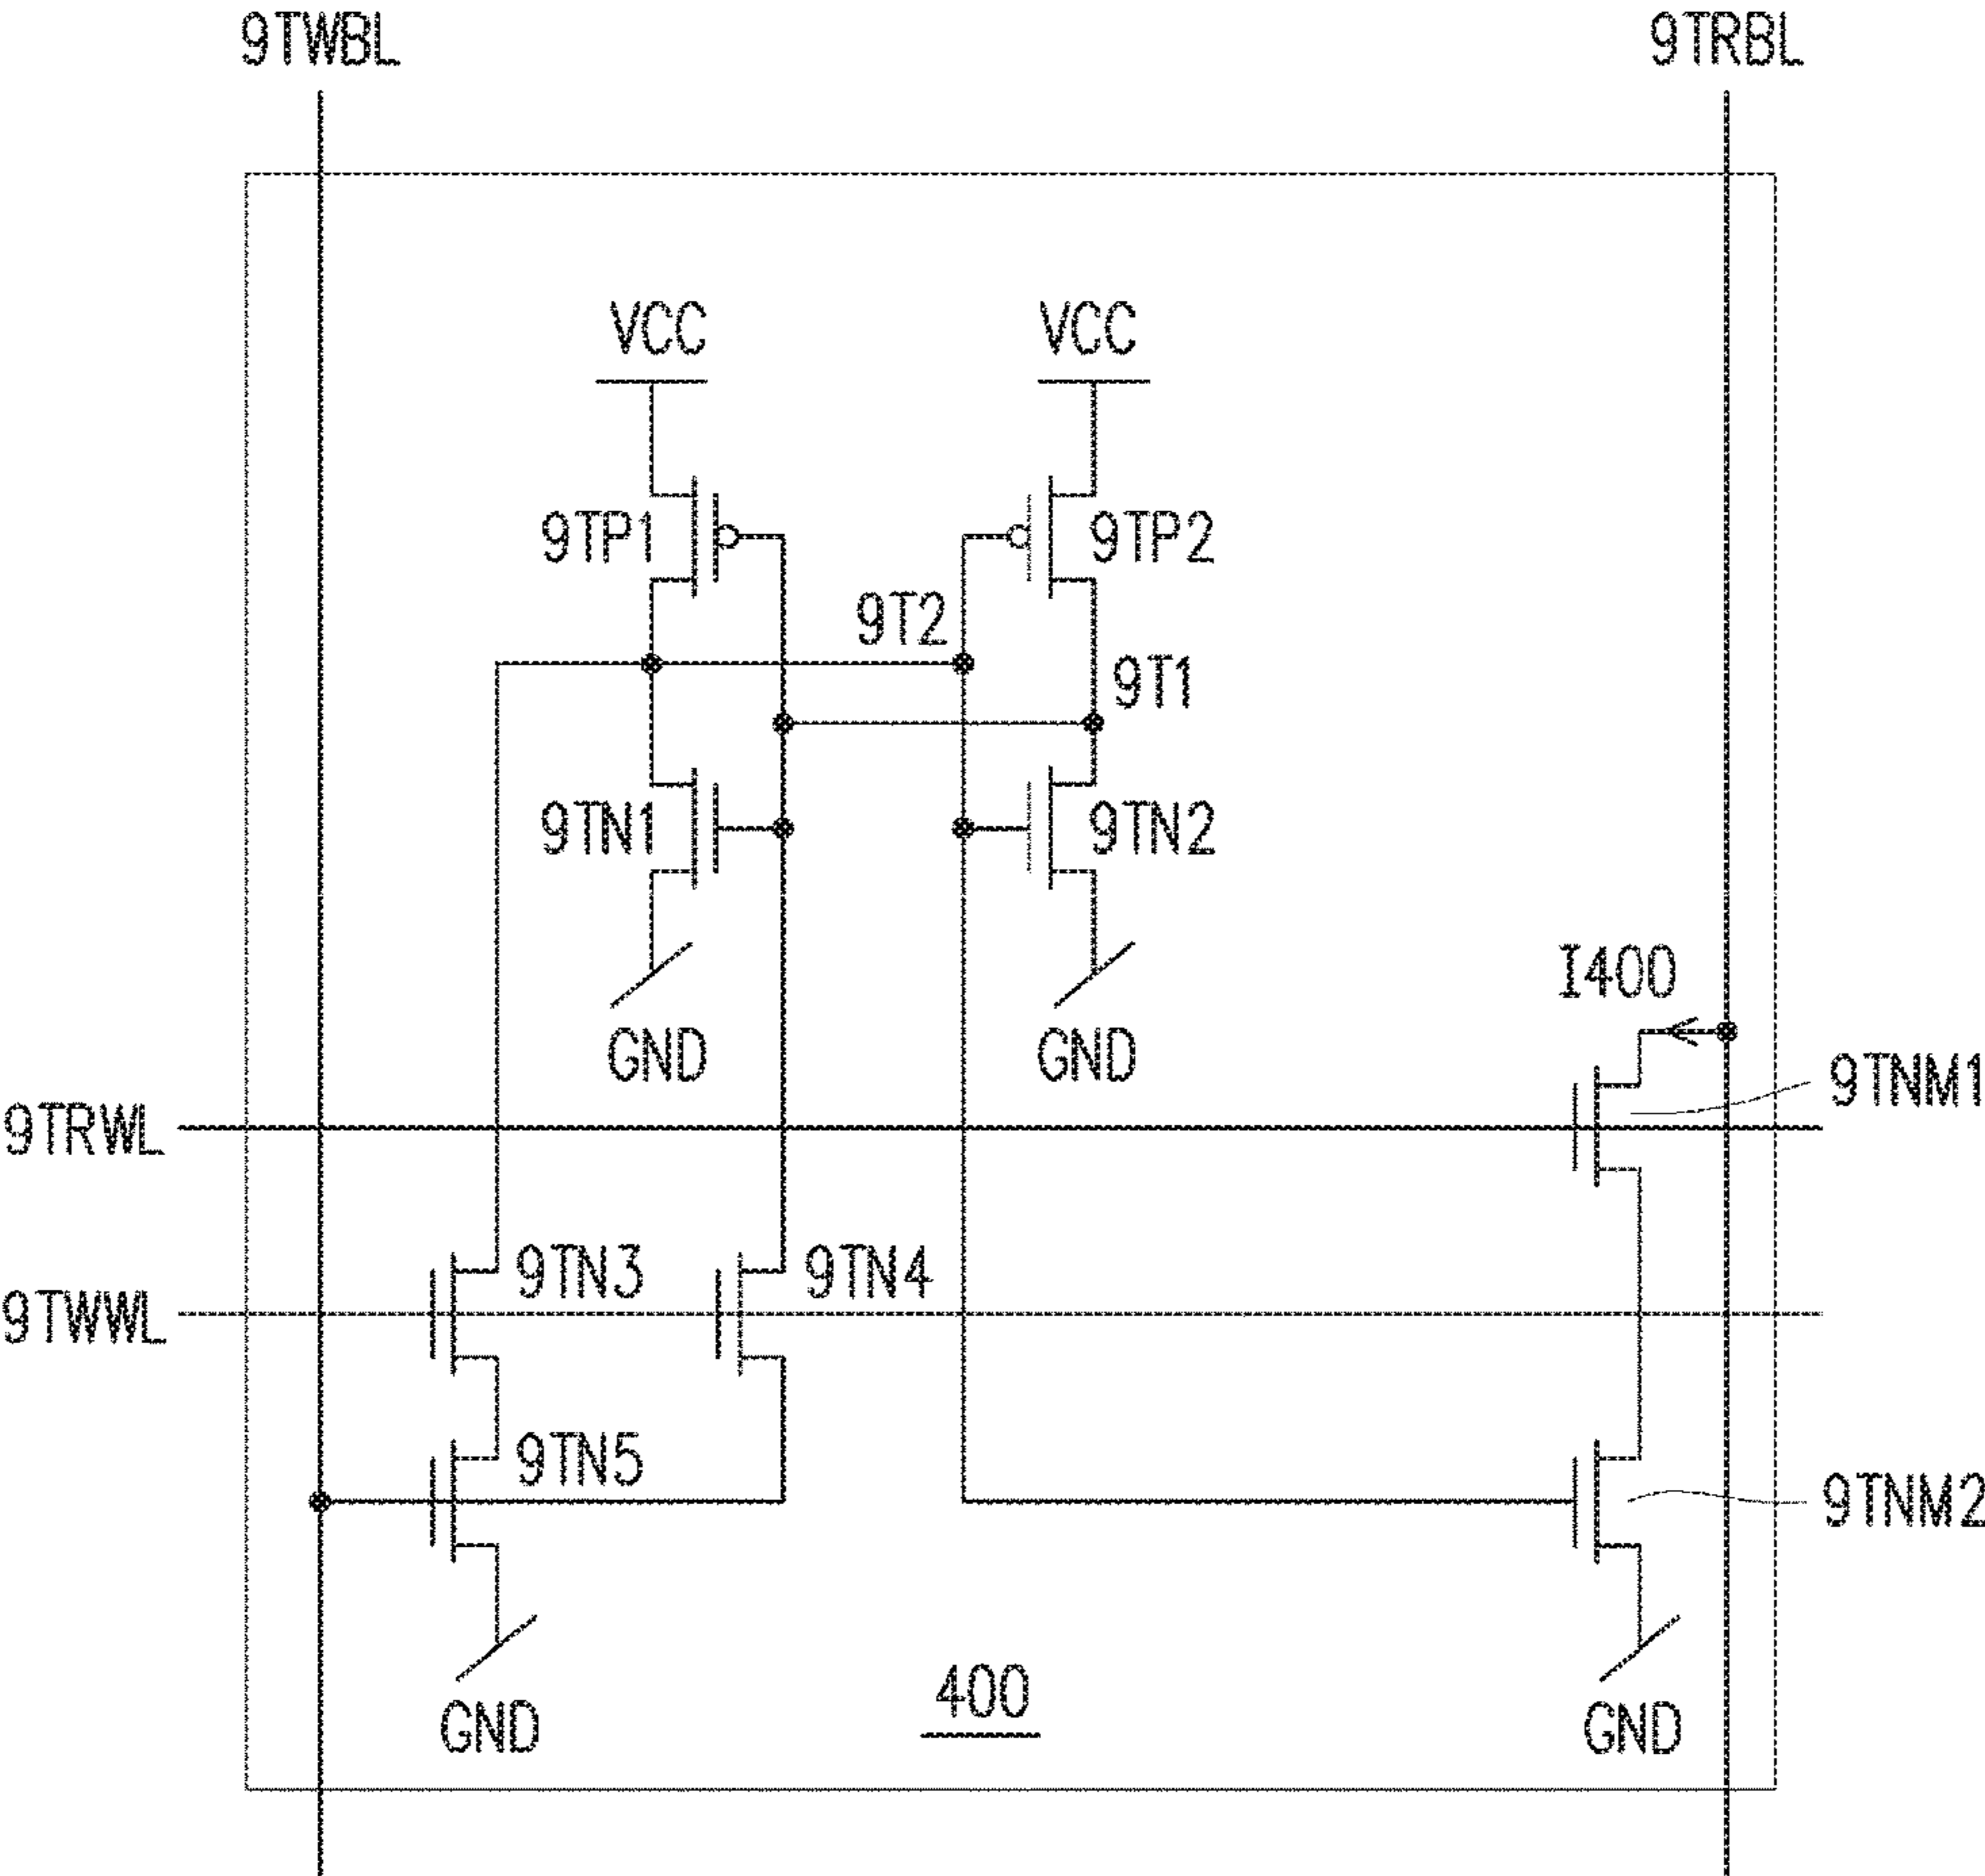 9TWBL 9TRBL
VCC VCC
9TP1 9TP2
9T2
9T1
9TN1 9TN2
I400
GND GND
9TNM1
9TRWL
9TN3 9TN4
9TWWL
9TN5
9TNM2
400
GND GND